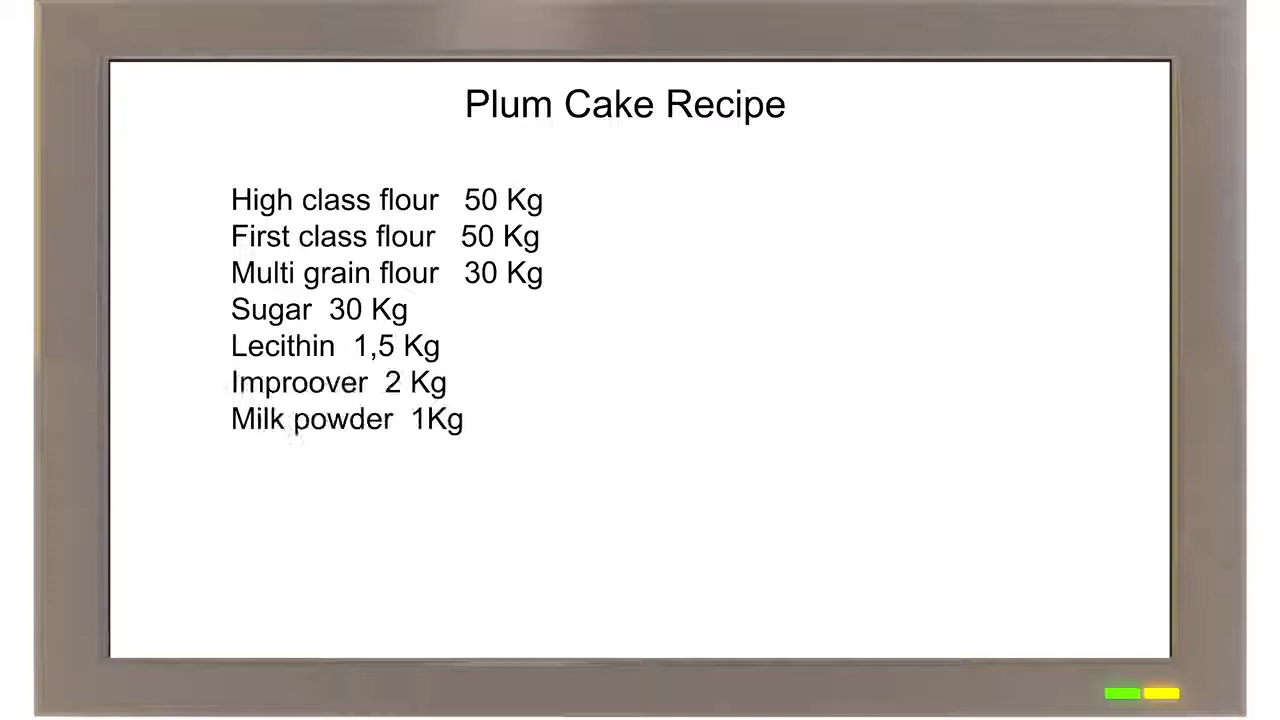 Plum Cake Recipe
High class flour 50 Kg
First class flour 50 Kg
Multi grain flour 30 Kg
Sugar 30 Kg
Lecithin 1,5 Kg
Improover 2 Kg
Milk powder 1Kg